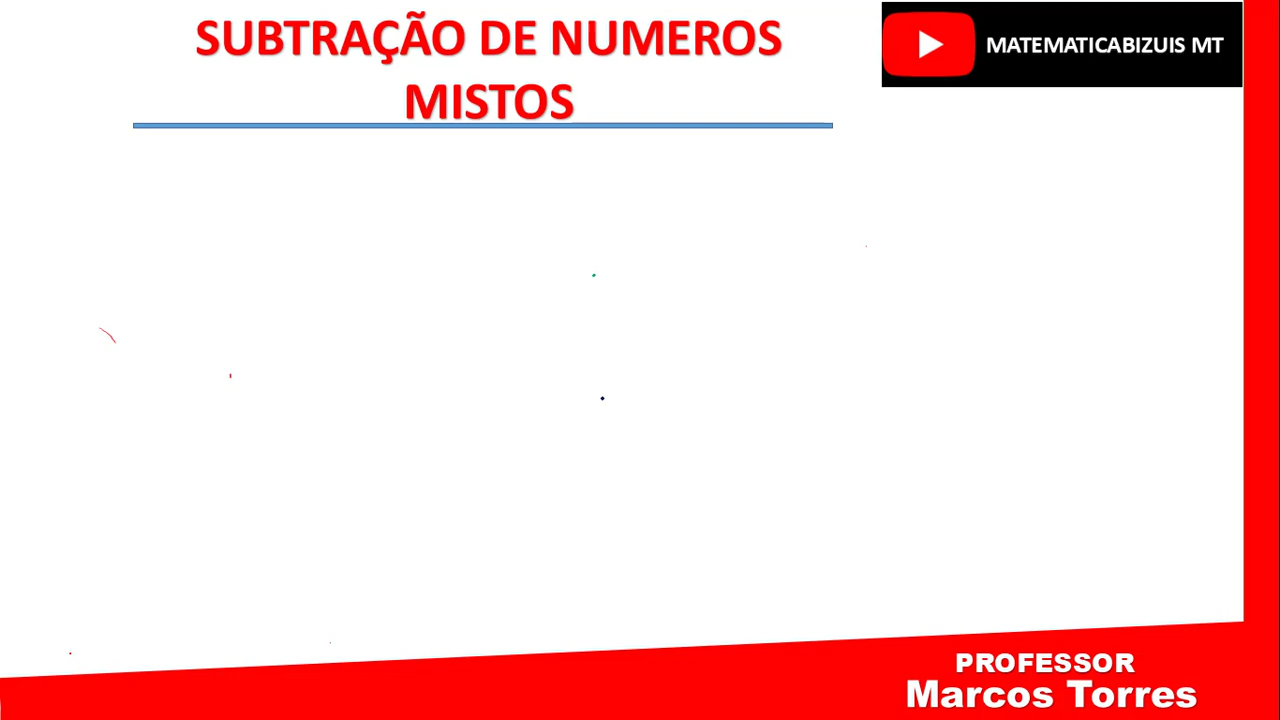 SUBTRAÇÃO DE NUMEROS
MISTOS
MATEMATICABIZUIS MT
PROFESSOR
Marcos Torres